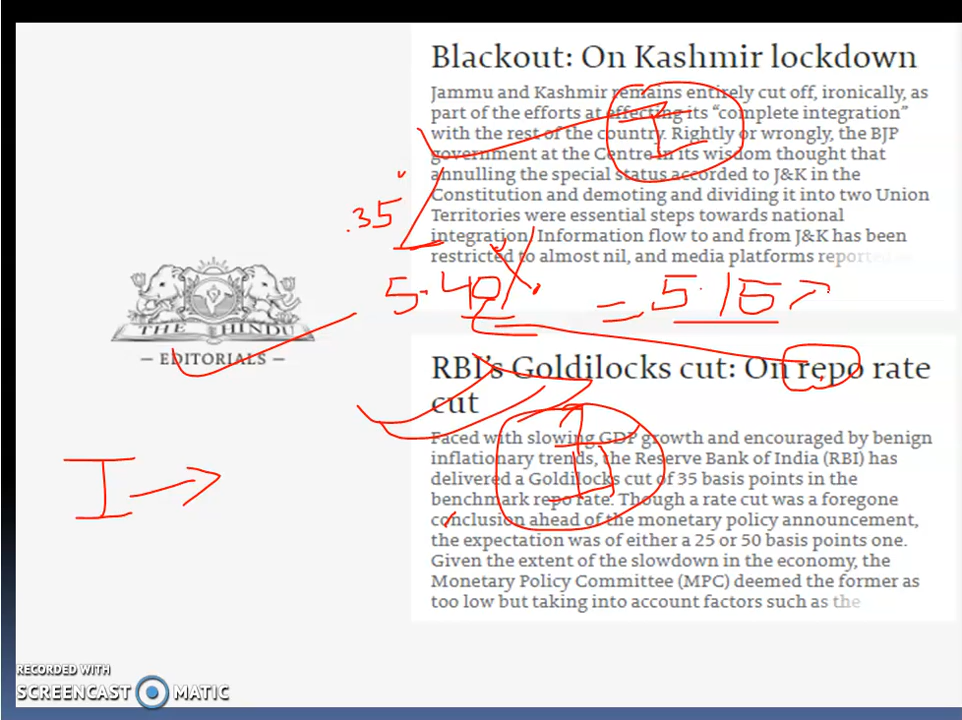 Blackout: On Kashmir lockdown
Jammu and Kashmir remains entirely cut off, ironically, as
part of the efforts at effecting its “complete integration”
with the rest of the country. Rightly or wrongly, the BJP
government at the Centre in its wisdom thought that
annulling the special status accorded to J&K in the
Constitution and demoting and dividing it into two Union
Territories were essential steps towards national
integration. Information flow to and from J&K has been
restricted to almost nil, and media platforms reported
.35
5.40%
= 5.15%
THE HINDU
— EDITORIALS —
RBI’s Goldilocks cut: On repo rate
cut
Faced with slowing GDP growth and encouraged by benign
inflationary trends, the Reserve Bank of India (RBI) has
delivered a Goldilocks cut of 35 basis points in the
benchmark repo rate. Though a rate cut was a foregone
conclusion ahead of the monetary policy announcement,
the expectation was of either a 25 or 50 basis points one.
Given the extent of the slowdown in the economy, the
Monetary Policy Committee (MPC) deemed the former as
too low but taking into account factors such as the
I
I
RECORDED WITH
SCREENCAST MATIC